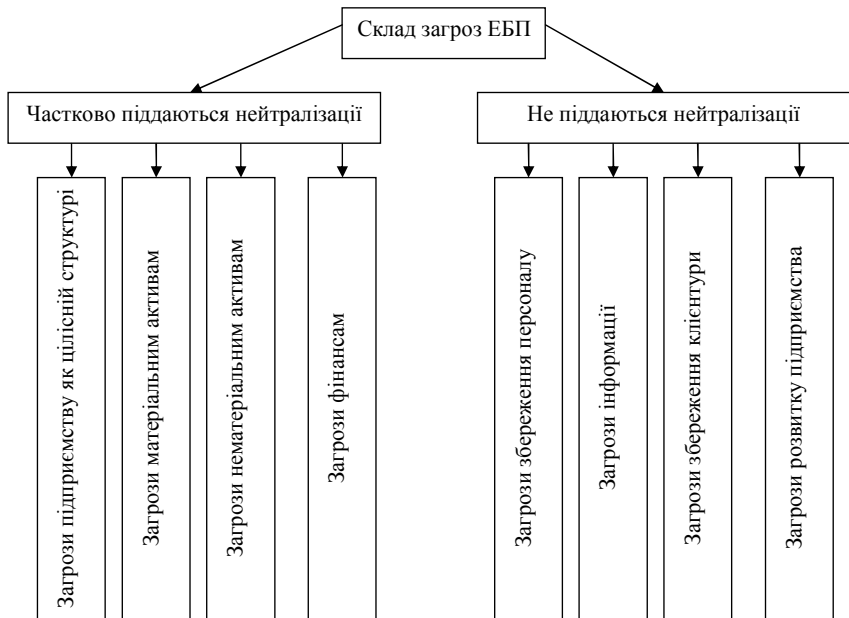 Склад загроз ЕБП
Частково піддаються нейтралізації
Не піддаються нейтралізації
Загрози підприємству як цілісній структурі
Загрози матеріальним активам
Загрози нематеріальним активам
Загрози фінансам
Загрози збереження персоналу
Загрози інформації
Загрози збереження клієнтури
Загрози розвитку підприємства